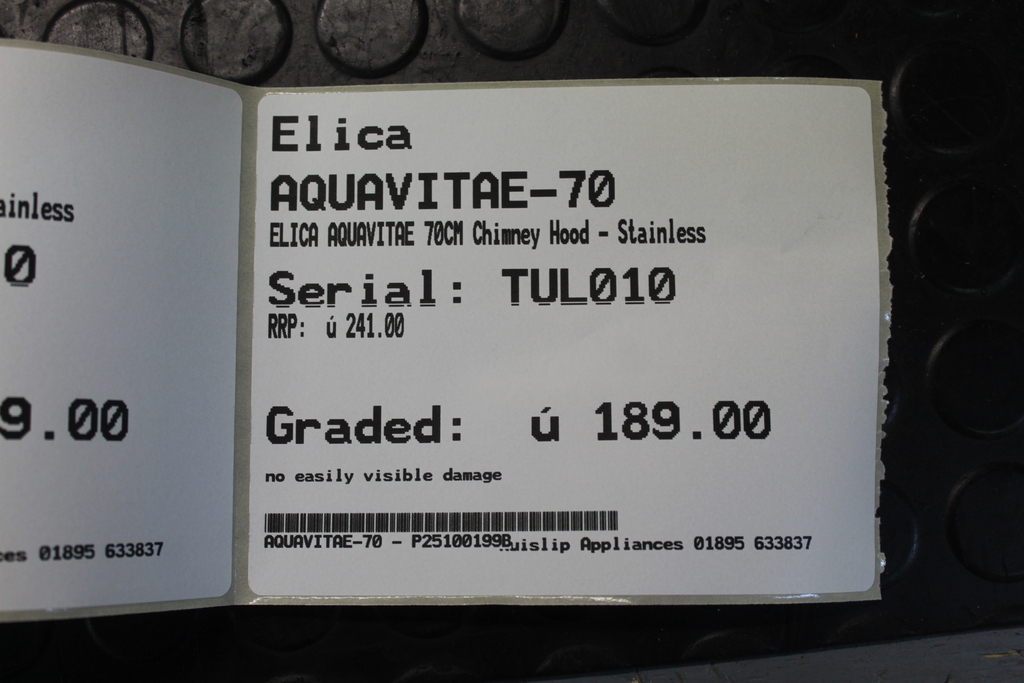 ainless
0
9.00
ces 01895 633837
Elica
AQUAVITAE-70
ELICA AQUAVITAE 70CM Chimney Hood - Stainless
Serial: TUL010
RRP: ú 241.00
Graded: ú 189.00
no easily visible damage
AQUAVITAE-70 - P25100199B
uislip Appliances 01895 633837